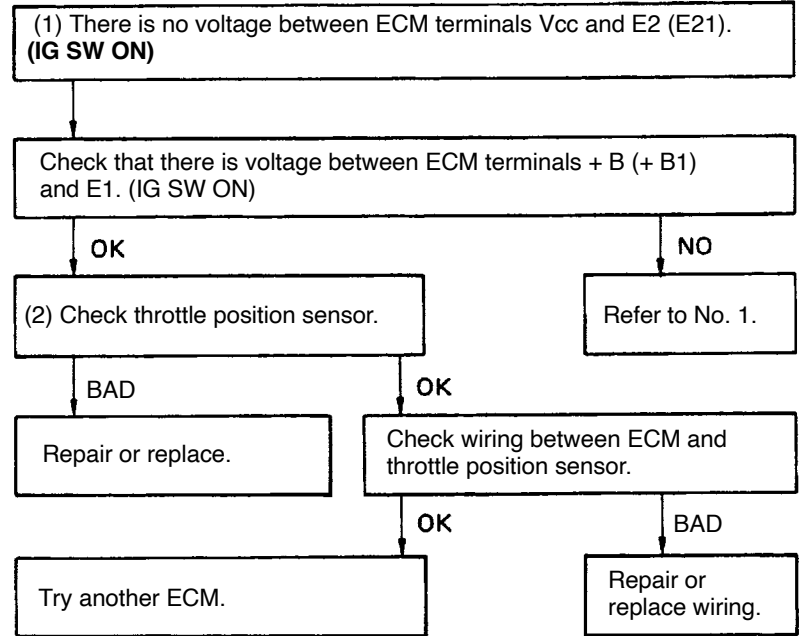 (1) There is no voltage between ECM terminals Vcc and E2 (E21).
(IG SW ON)
Check that there is voltage between ECM terminals + B (+ B1)
and E1. (IG SW ON)
OK
NO
(2) Check throttle position sensor.
Refer to No. 1.
BAD
OK
Repair or replace.
Check wiring between ECM and
throttle position sensor.
OK
BAD
Try another ECM.
Repair or
replace wiring.